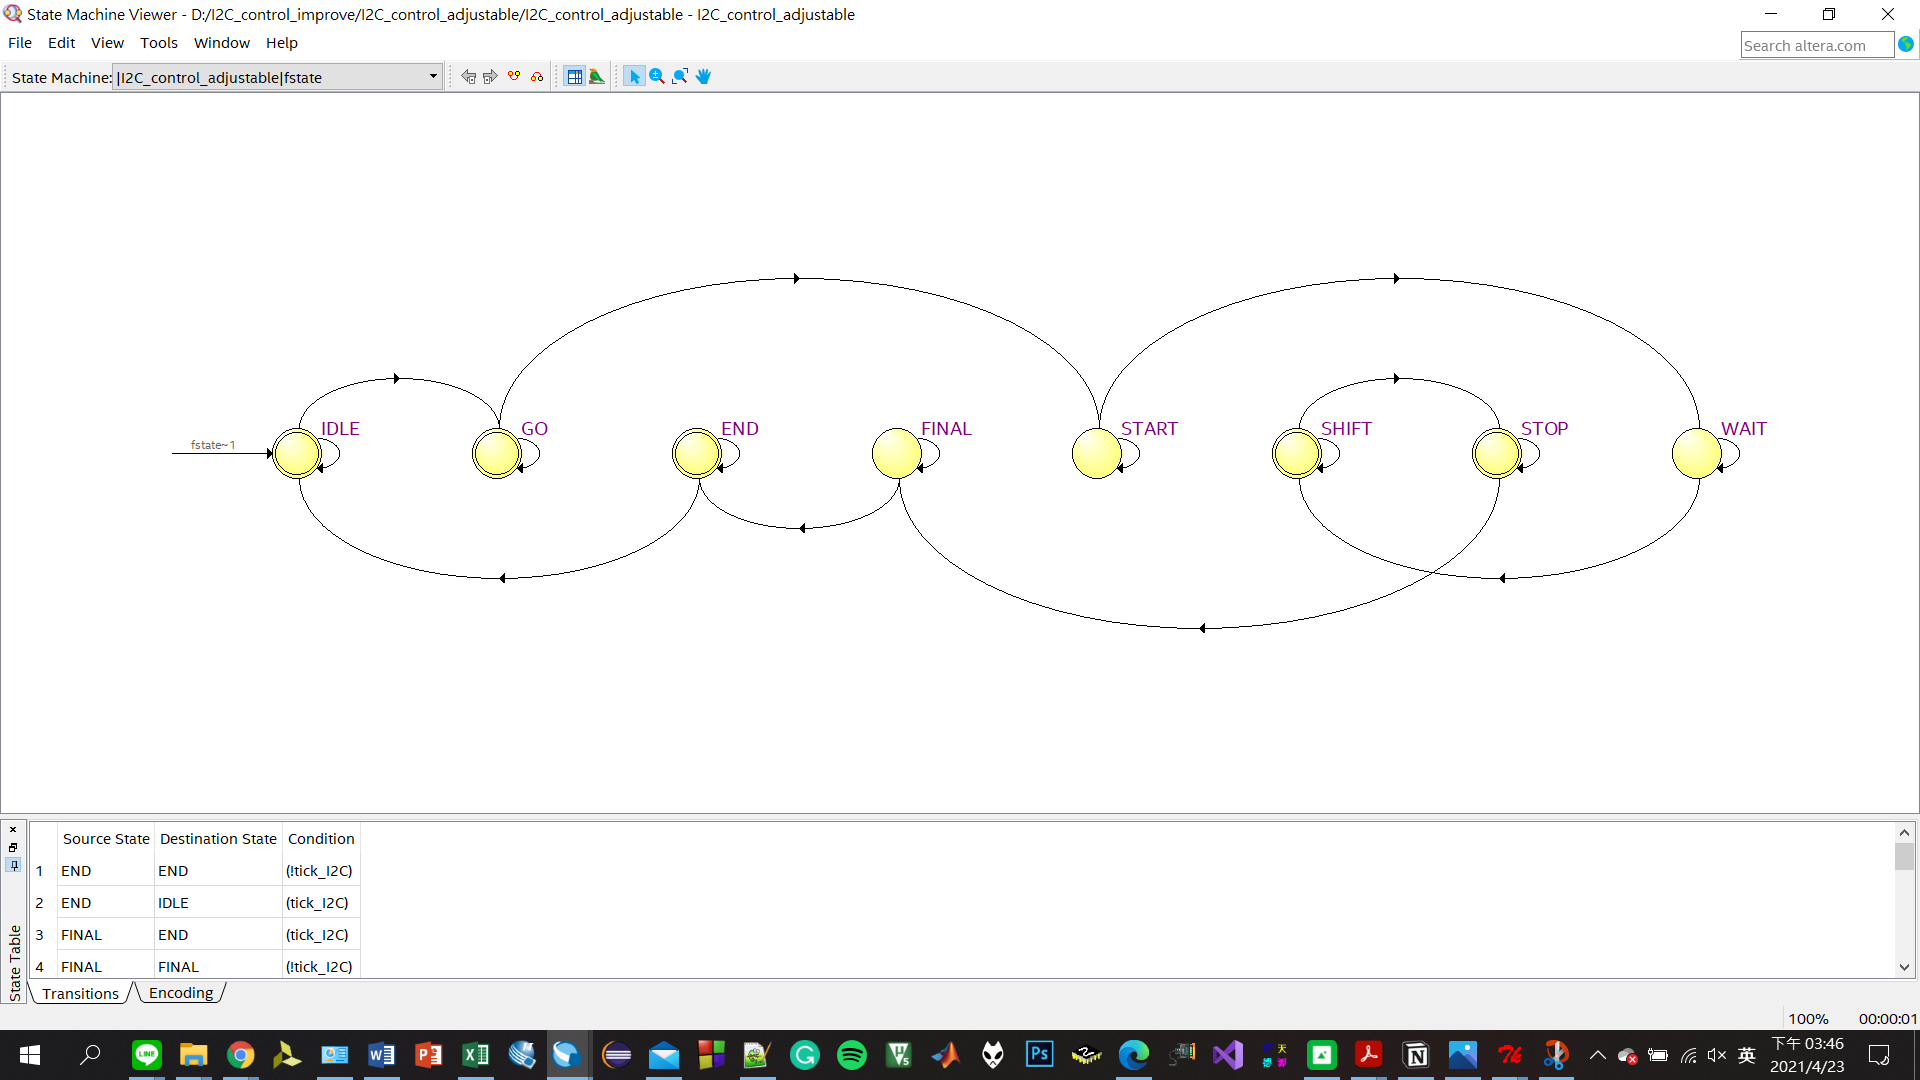 State Machine Viewer - D:/I2C_control_improve/I2C_control_adjustable/I2C_control_adjustable - I2C_control_adjustable
File Edit View Tools Window Help
Search altera.com
State Machine: |I2C_control_adjustable|fstate
fstate~1
IDLE GO END FINAL START SHIFT STOP WAIT
Source State Destination State Condition
1 END END (!tick_I2C)
2 END IDLE (tick_I2C)
3 FINAL END (tick_I2C)
4 FINAL FINAL (!tick_I2C)
State Table
Transitions Encoding
100% 00:00:01
英 下午 03:46
2021/4/23